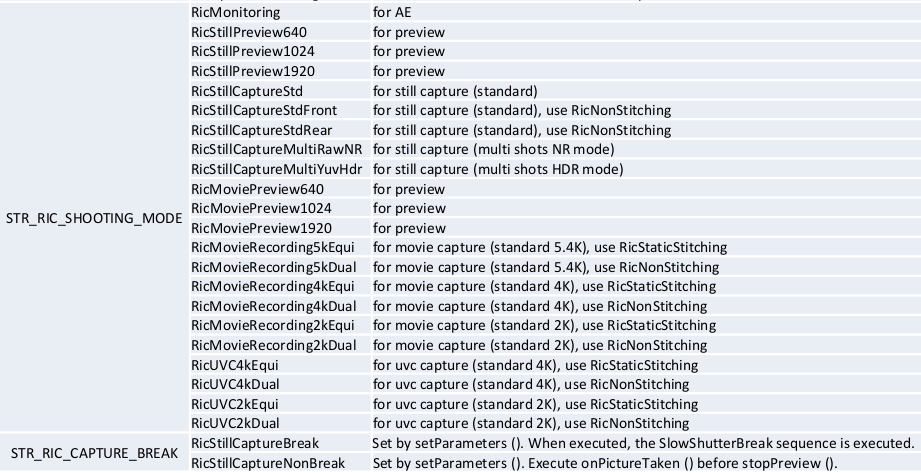 RicMonitoring for AE
RicStillPreview640 for preview
RicStillPreview1024 for preview
RicStillPreview1920 for preview
RicStillCaptureStd for still capture (standard)
RicStillCaptureStdFront for still capture (standard), use RicNonStitching
RicStillCaptureStdRear for still capture (standard), use RicNonStitching
RicStillCaptureMultiRawNR for still capture (multi shots NR mode)
RicStillCaptureMultiYuvHdr for still capture (multi shots HDR mode)
RicMoviePreview640 for preview
RicMoviePreview1024 for preview
STR_RIC_SHOOTING_MODE
RicMoviePreview1920 for preview
RicMovieRecording5kEqui for movie capture (standard 5.4K), use RicStaticStitching
RicMovieRecording5kDual for movie capture (standard 5.4K), use RicNonStitching
RicMovieRecording4kEqui for movie capture (standard 4K), use RicStaticStitching
RicMovieRecording4kDual for movie capture (standard 4K), use RicNonStitching
RicMovieRecording2kEqui for movie capture (standard 2K), use RicStaticStitching
RicMovieRecording2kDual for movie capture (standard 2K), use RicNonStitching
RicUVC4kEqui for uvc capture (standard 4K), use RicStaticStitching
RicUVC4kDual for uvc capture (standard 4K), use RicNonStitching
RicUVC2kEqui for uvc capture (standard 2K), use RicStaticStitching
RicUVC2kDual for uvc capture (standard 2K), use RicNonStitching
STR_RIC_CAPTURE_BREAK
RicStillCaptureBreak Set by setParameters (). When executed, the SlowShutterBreak sequence is executed.
RicStillCaptureNonBreak Set by setParameters (). Execute onPictureTaken () before stopPreview ().